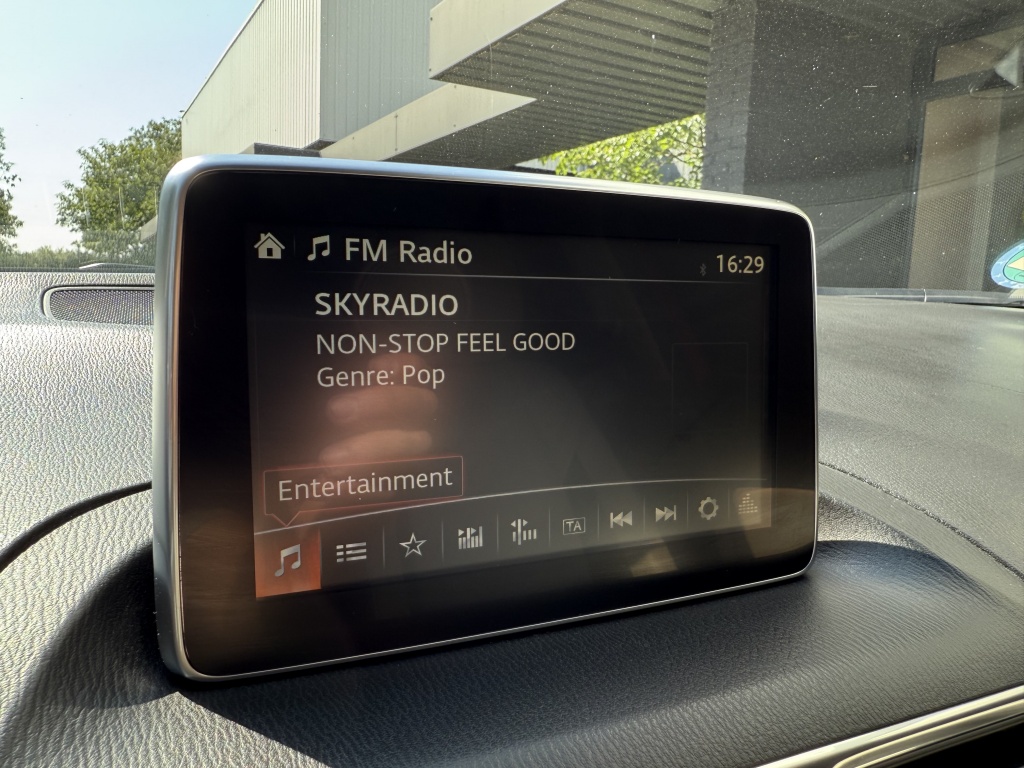 FM Radio
16:29
SKYRADIO
NON-STOP FEEL GOOD
Genre: Pop
Entertainment
TA